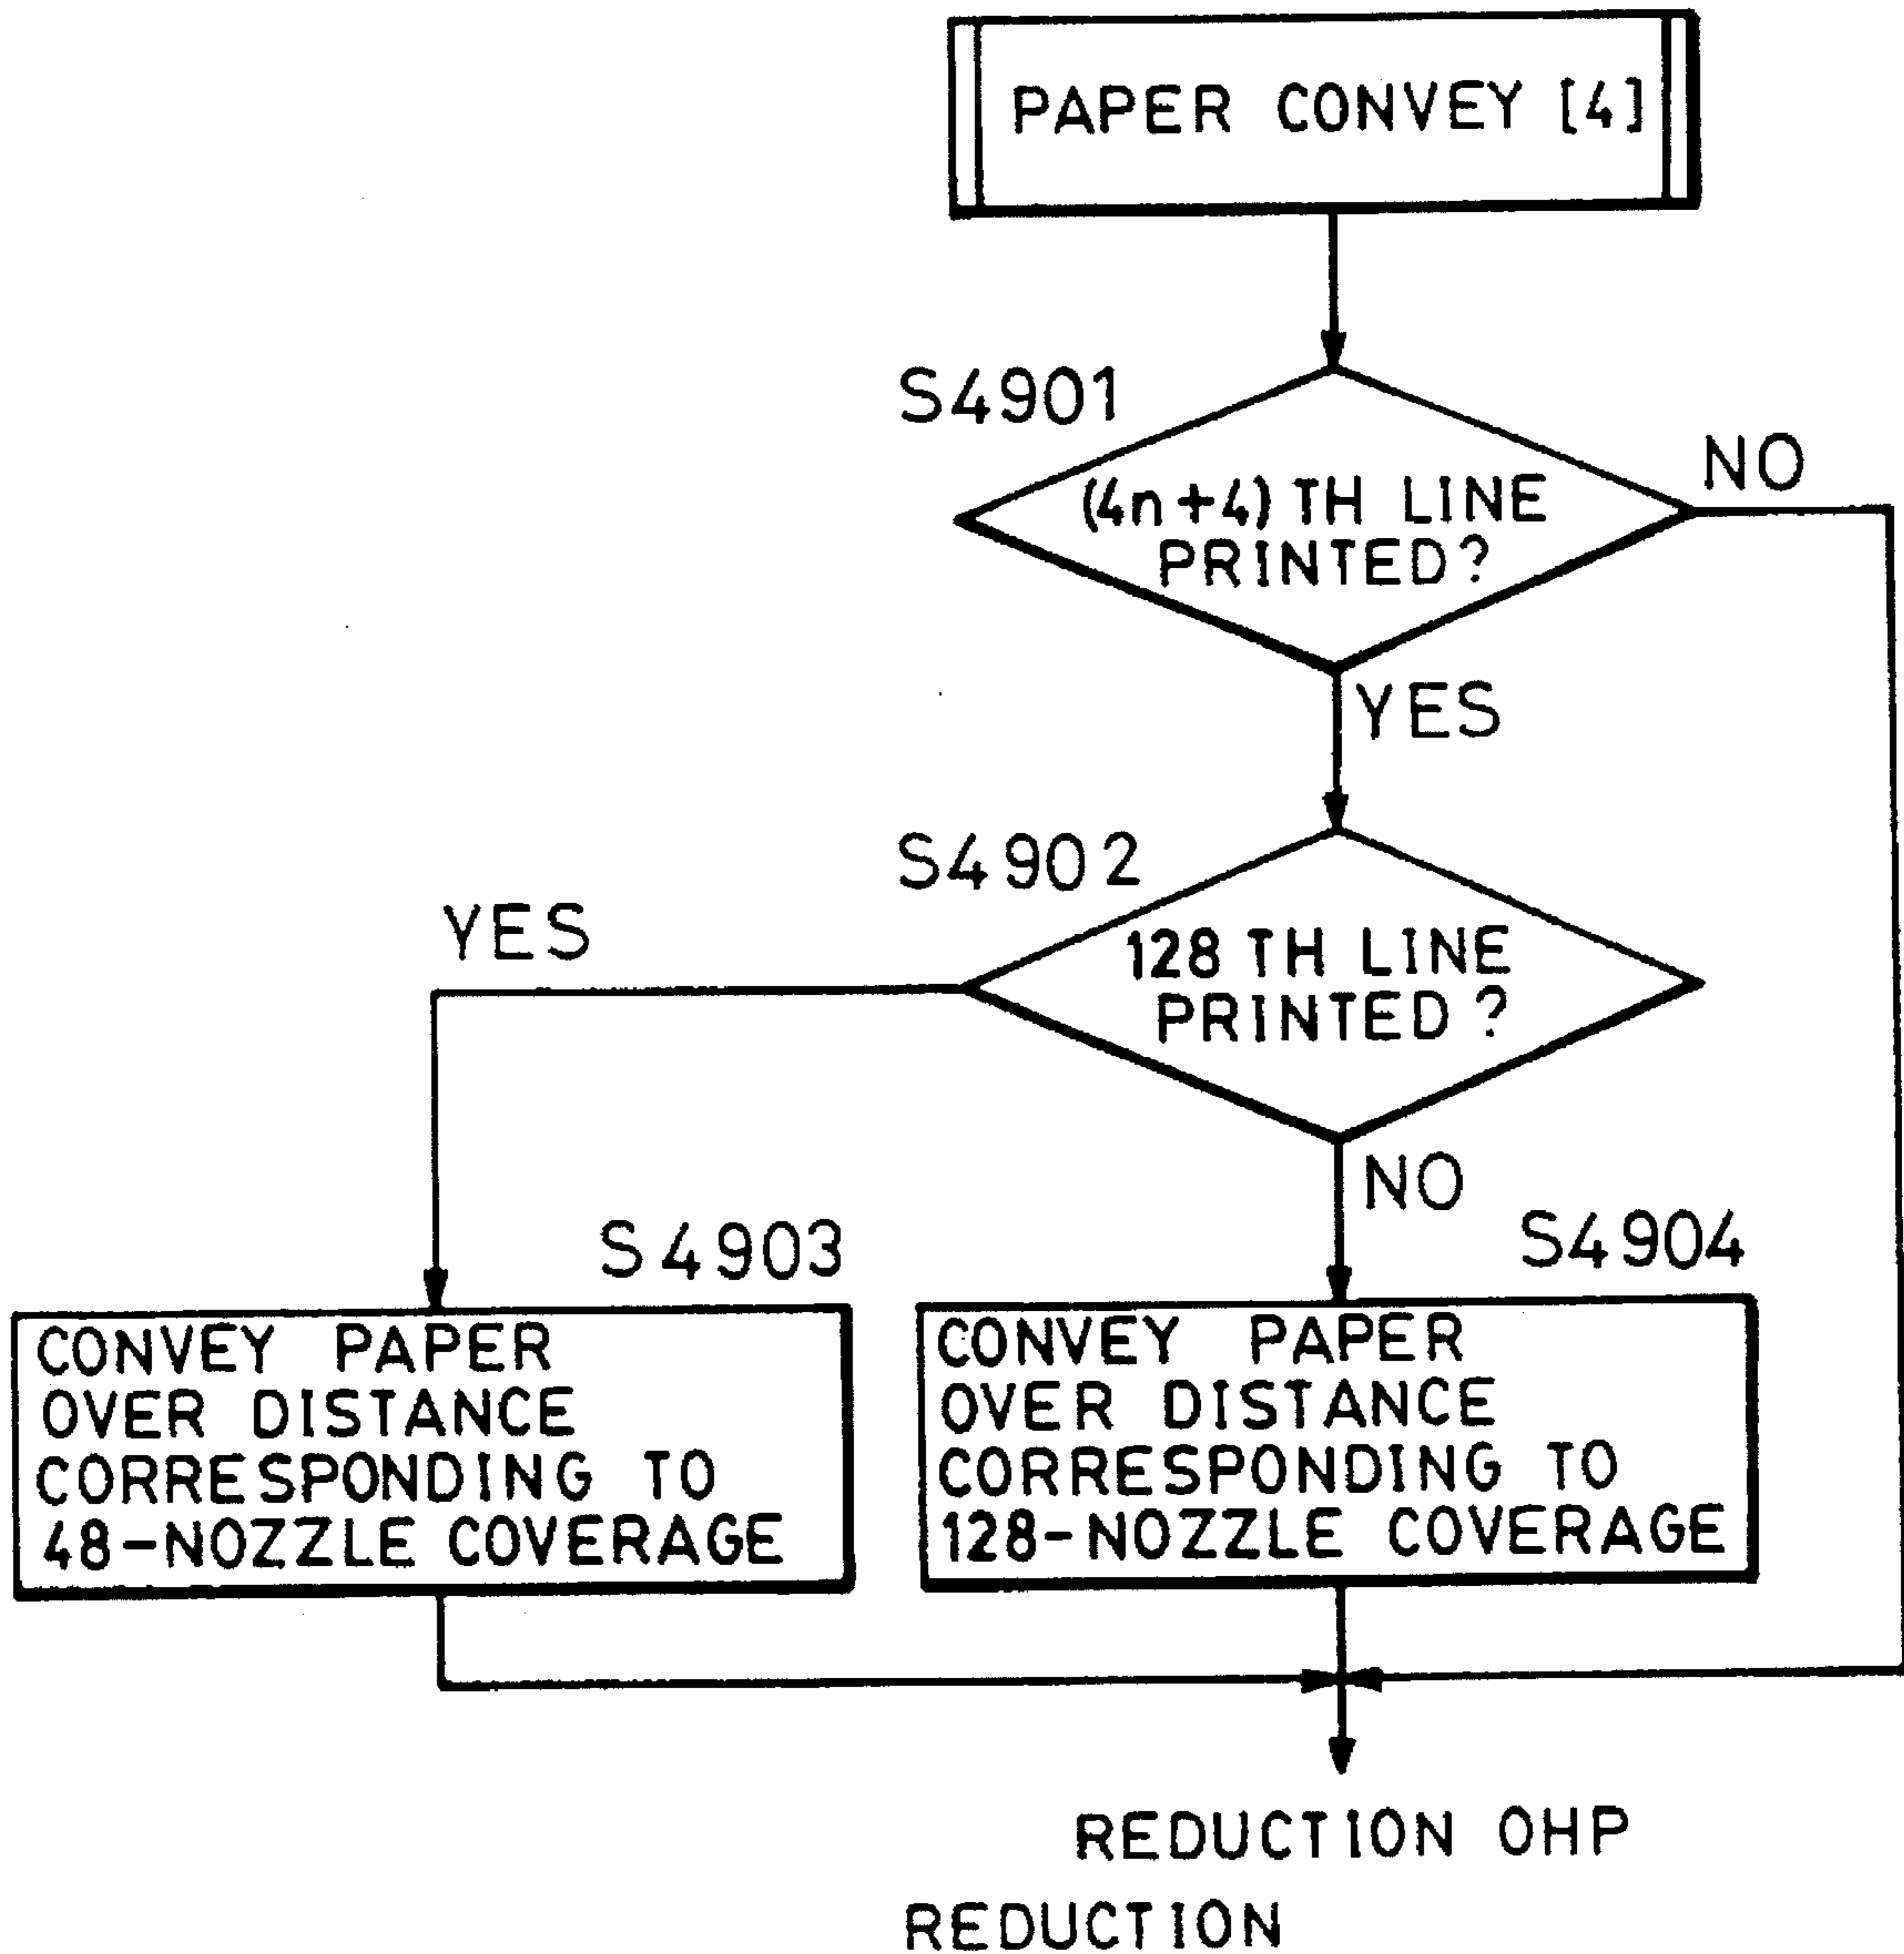 PAPER CONVEY [4]
S4901
(4n+4) TH LINE
PRINTED?
NO
YES
S4902
128 TH LINE
PRINTED?
YES
NO
S4903
S4904
CONVEY PAPER
OVER DISTANCE
CORRESPONDING TO
48-NOZZLE COVERAGE
CONVEY PAPER
OVER DISTANCE
CORRESPONDING TO
128-NOZZLE COVERAGE
REDUCTION OHP
REDUCTION